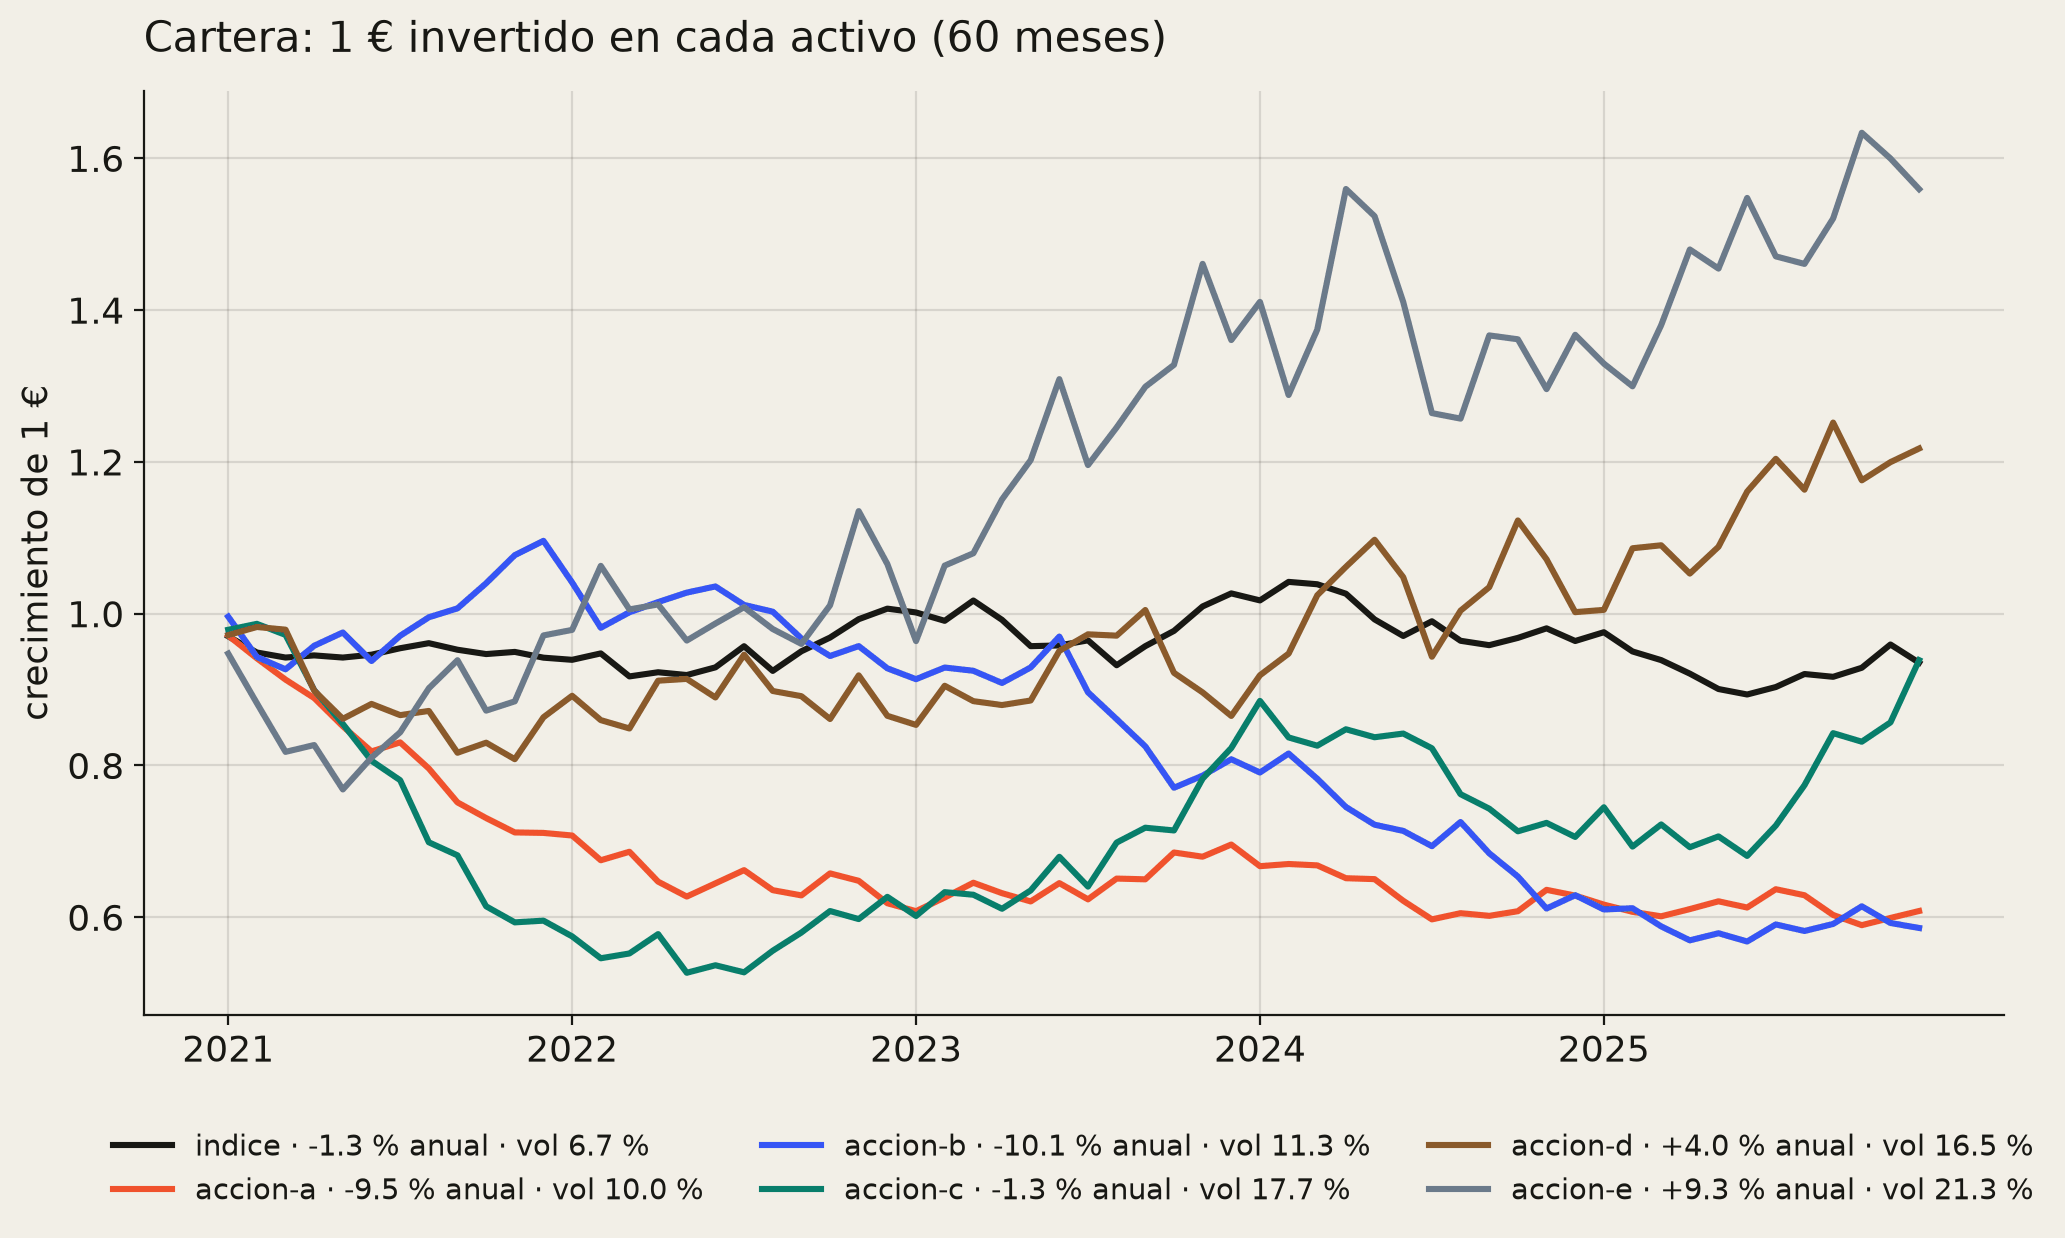 Cartera: 1 € invertido en cada activo (60 meses)
crecimiento de 1 €
1.6
1.4
1.2
1.0
0.8
0.6
2021 2022 2023 2024 2025
indice · -1.3 % anual · vol 6.7 %
accion-a · -9.5 % anual · vol 10.0 %
accion-b · -10.1 % anual · vol 11.3 %
accion-c · -1.3 % anual · vol 17.7 %
accion-d · +4.0 % anual · vol 16.5 %
accion-e · +9.3 % anual · vol 21.3 %